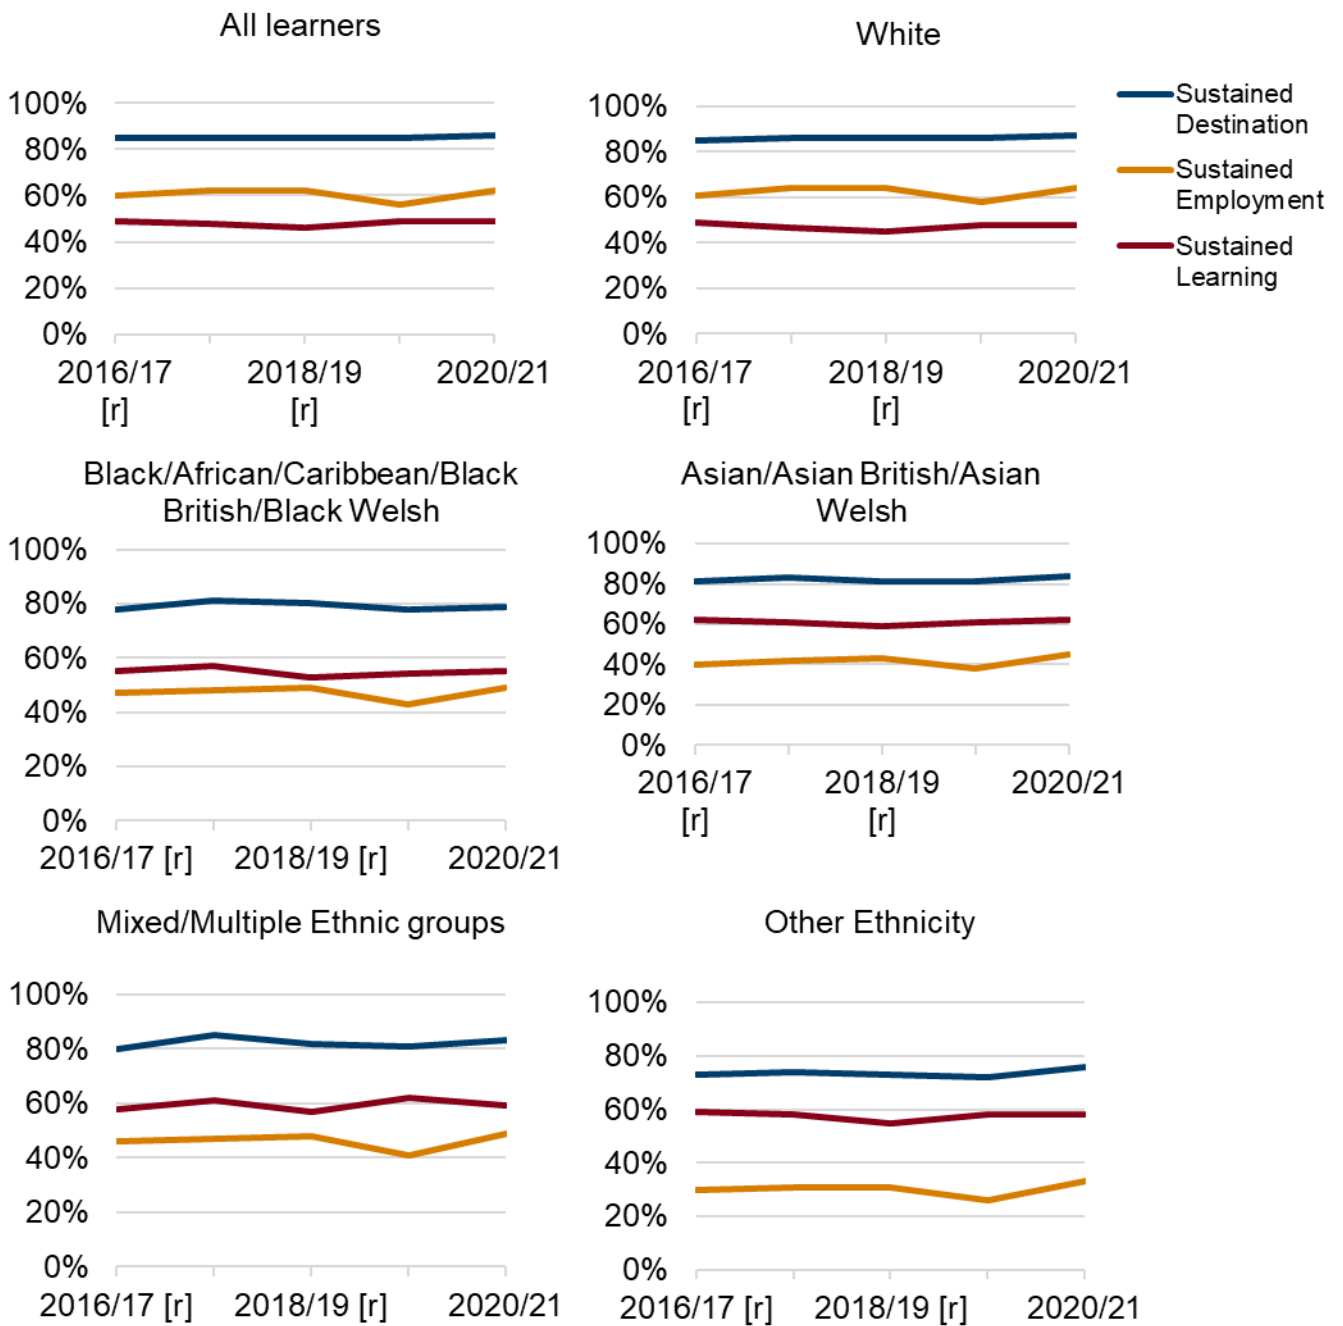 All learners
100%
80%
60%
40%
20%
0%
2016/17
[r]
2018/19
[r]
2020/21
White
100%
80%
60%
40%
20%
0%
2016/17
[r]
2018/19
[r]
2020/21
Sustained
Destination
Sustained
Employment
Sustained
Learning
Black/African/Caribbean/Black
British/Black Welsh
100%
80%
60%
40%
20%
0%
2016/17 [r]
2018/19 [r]
2020/21
Asian/Asian British/Asian
Welsh
100%
80%
60%
40%
20%
0%
2016/17
[r]
2018/19
[r]
2020/21
Mixed/Multiple Ethnic groups
100%
80%
60%
40%
20%
0%
2016/17 [r]
2018/19 [r]
2020/21
Other Ethnicity
100%
80%
60%
40%
20%
0%
2016/17 [r]
2018/19 [r]
2020/21